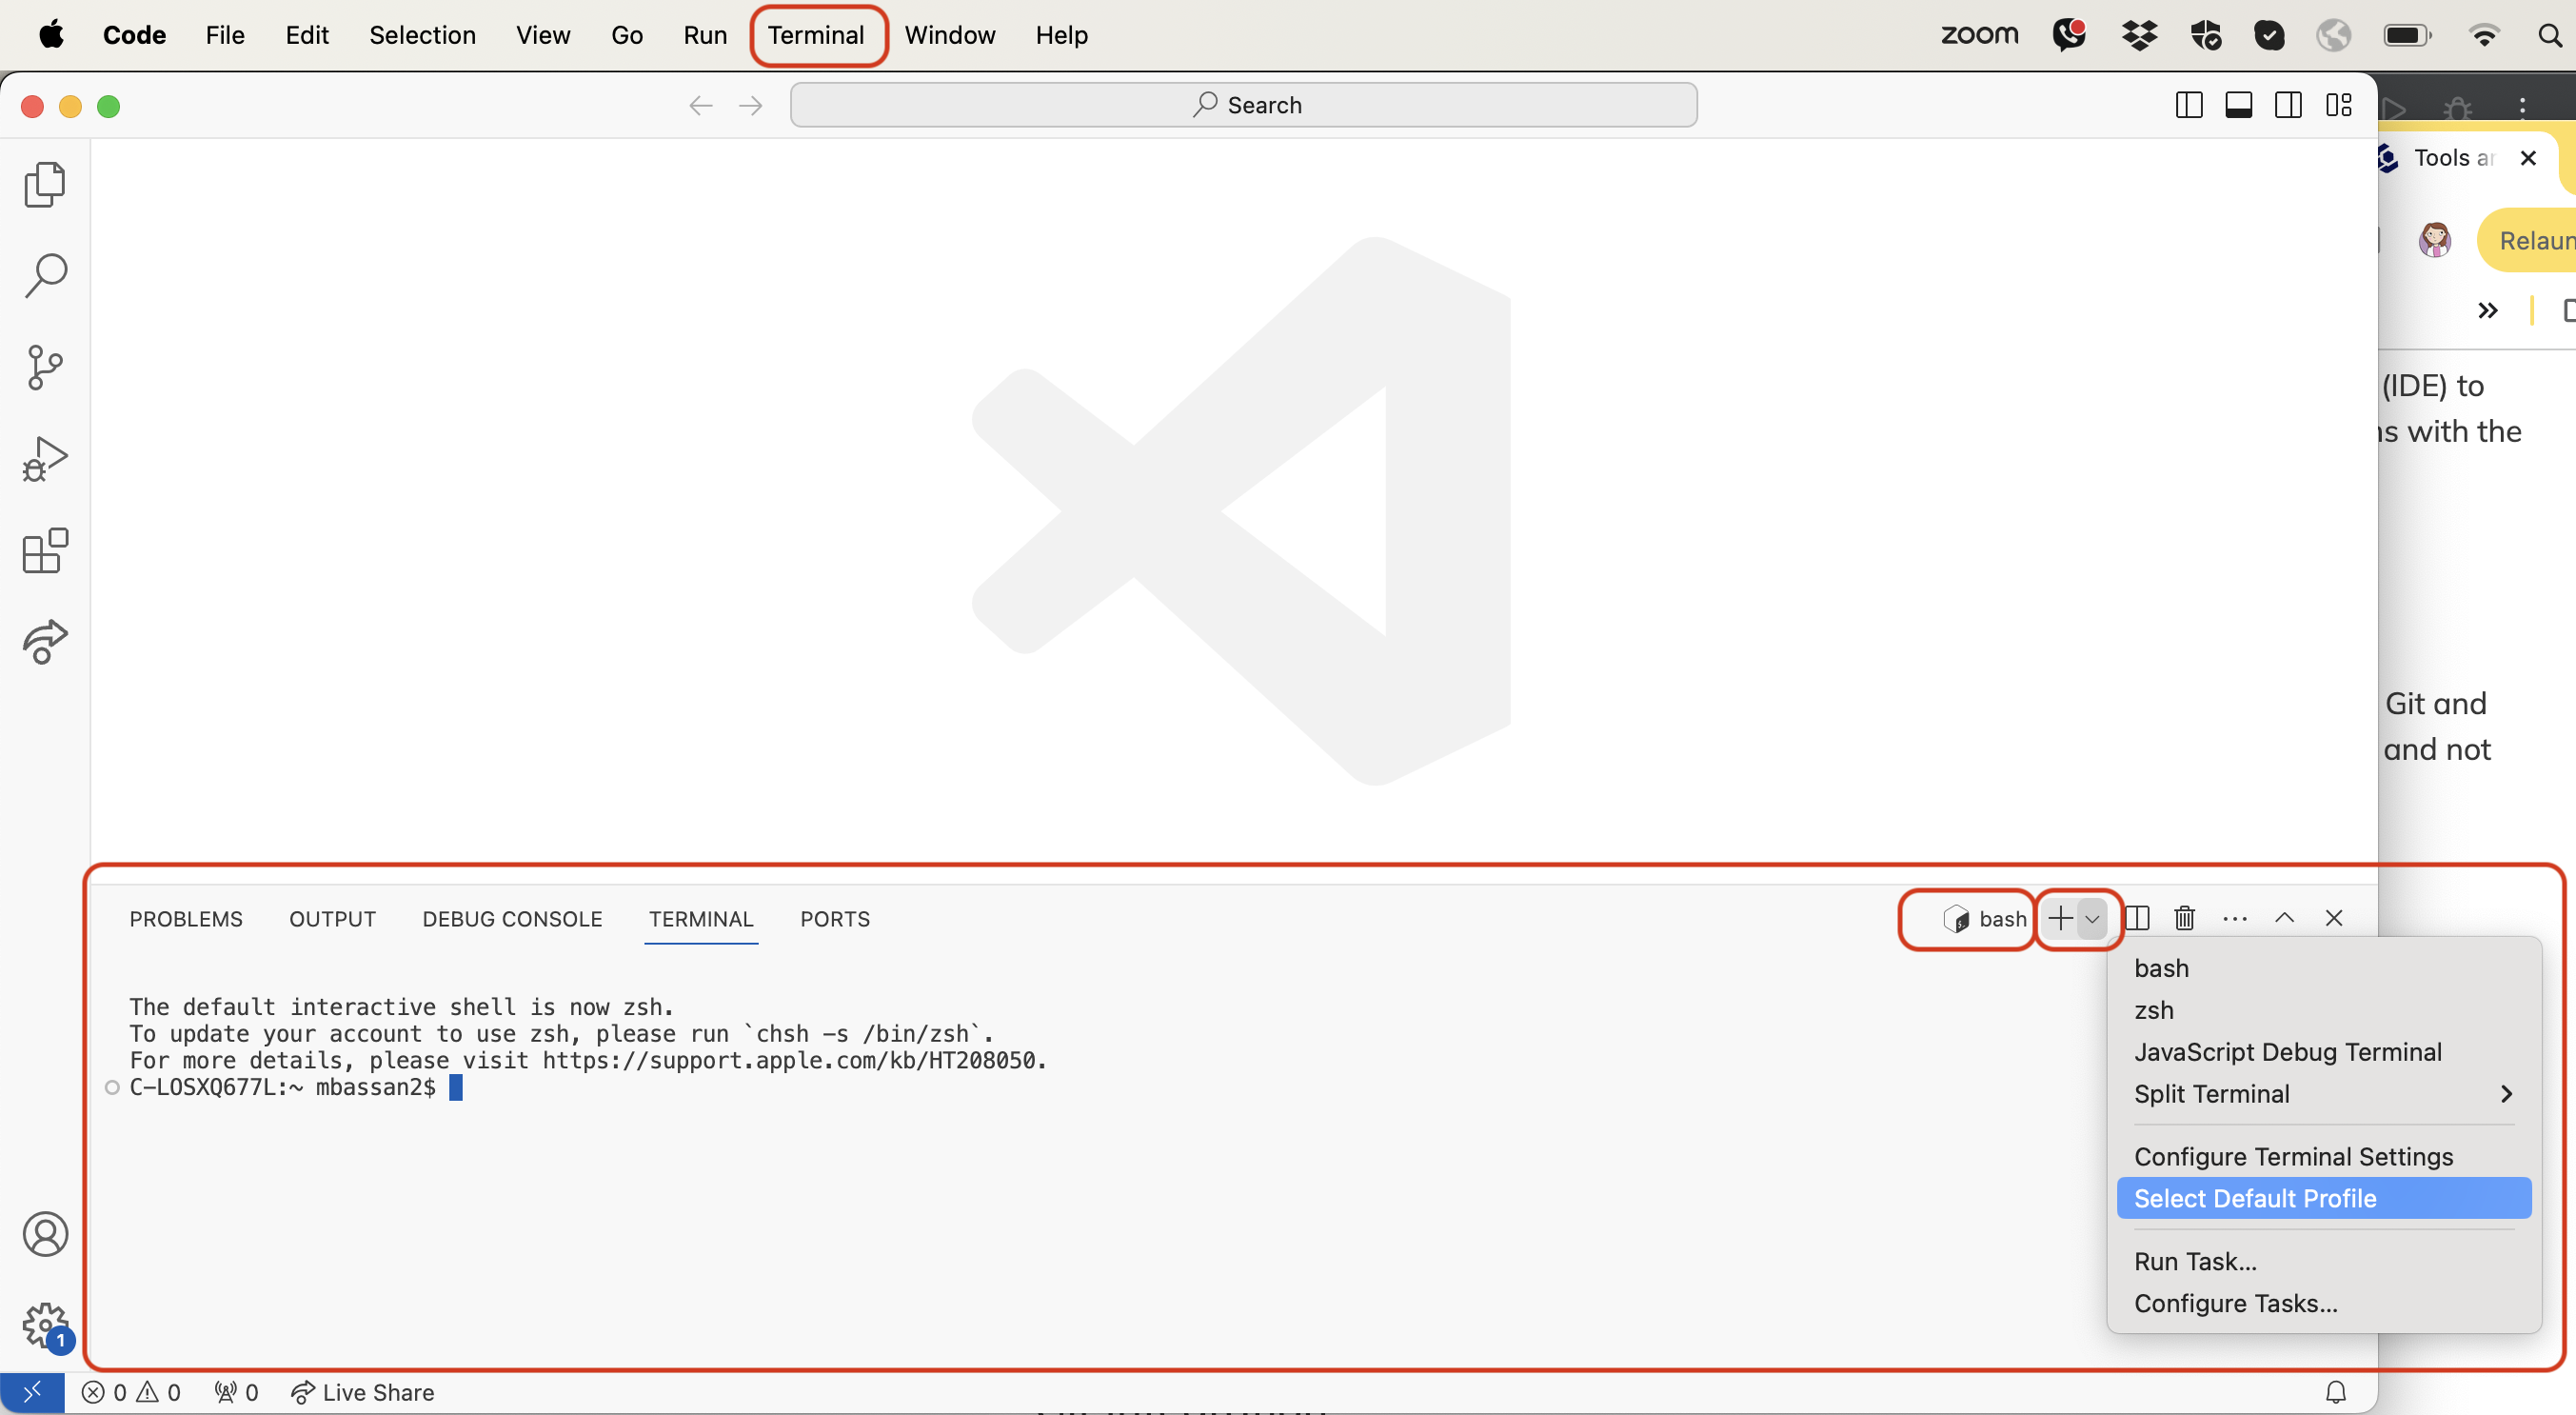 Code File Edit Selection View Go Run Terminal Window Help zoom
Search
Tools
(IDE) to
with the
Git and
and not
PROBLEMS OUTPUT DEBUG CONSOLE TERMINAL PORTS bash
The default interactive shell is now zsh.
To update your account to use zsh, please run `chsh -s /bin/zsh`.
For more details, please visit https://support.apple.com/kb/HT208050.
C-LOSXQ677L:~ mbassan2$
bash
zsh
JavaScript Debug Terminal
Split Terminal
Configure Terminal Settings
Select Default Profile
Run Task...
Configure Tasks...
1
0 0 0 Live Share